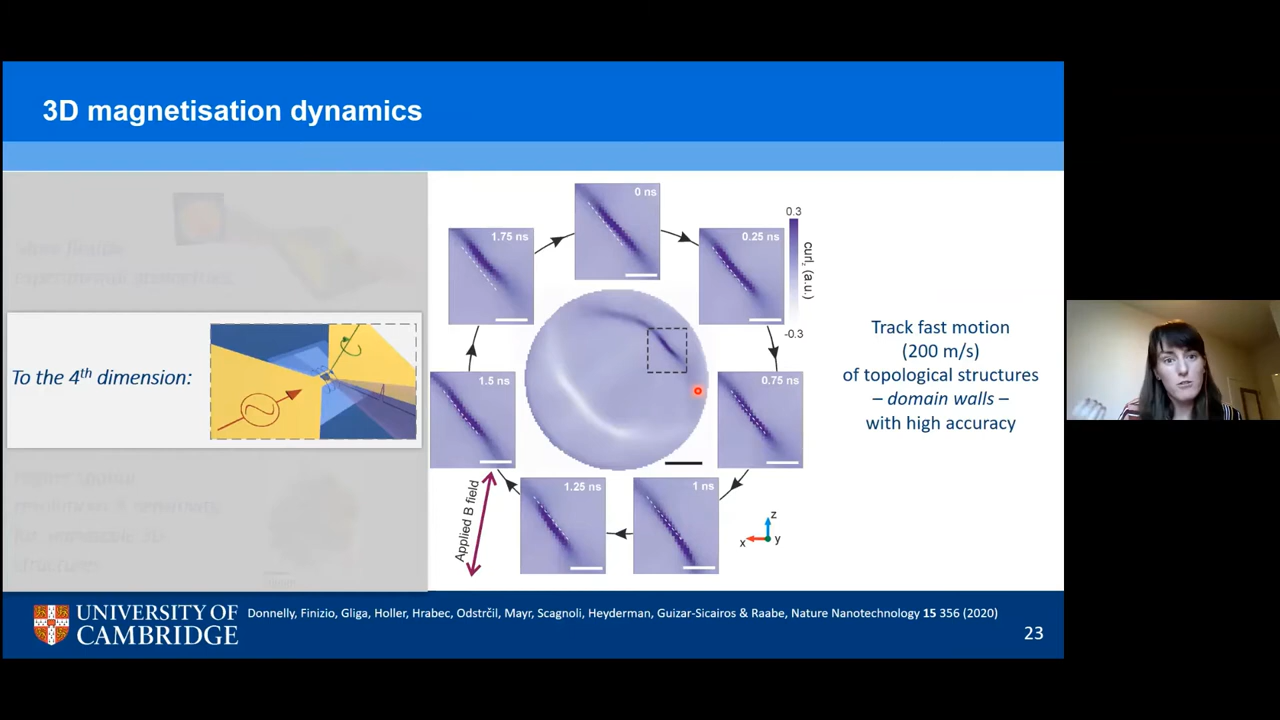 3D magnetisation dynamics
To the 4th dimension:
0 ns
0.25 ns
0.75 ns
1 ns
1.25 ns
1.5 ns
1.75 ns
0.3
curlz (a.u.)
-0.3
Applied B field
z
x
y
Track fast motion
(200 m/s)
of topological structures
– domain walls –
with high accuracy
UNIVERSITY OF
CAMBRIDGE
Donnelly, Finizio, Gliga, Holler, Hrabec, Odstrčil, Mayr, Scagnoli, Heyderman, Guizar-Sicairos & Raabe, Nature Nanotechnology 15 356 (2020)
23